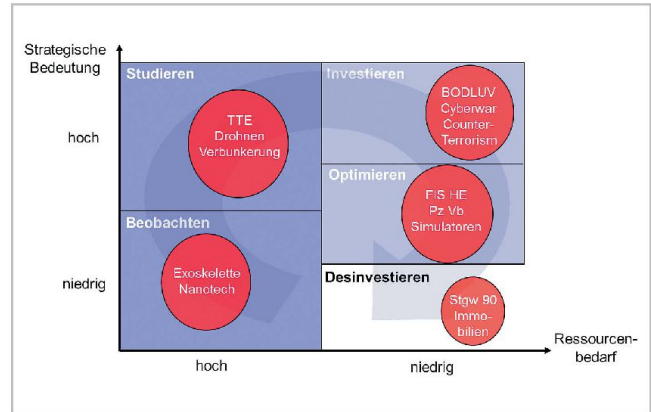 Strategische
Bedeutung
hoch
niedrig
Studieren
TTE
Drohnen
Verbunkerung
Investieren
BODLUV
Cyberwar
Counter-
Terrorism
Optimieren
FIS HE
Pz Vb
Simulatoren
Beobachten
Exoskelette
Nanotech
Desinvestieren
Stgw 90
Immo-
bilien
hoch
niedrig
Ressourcen-
bedarf